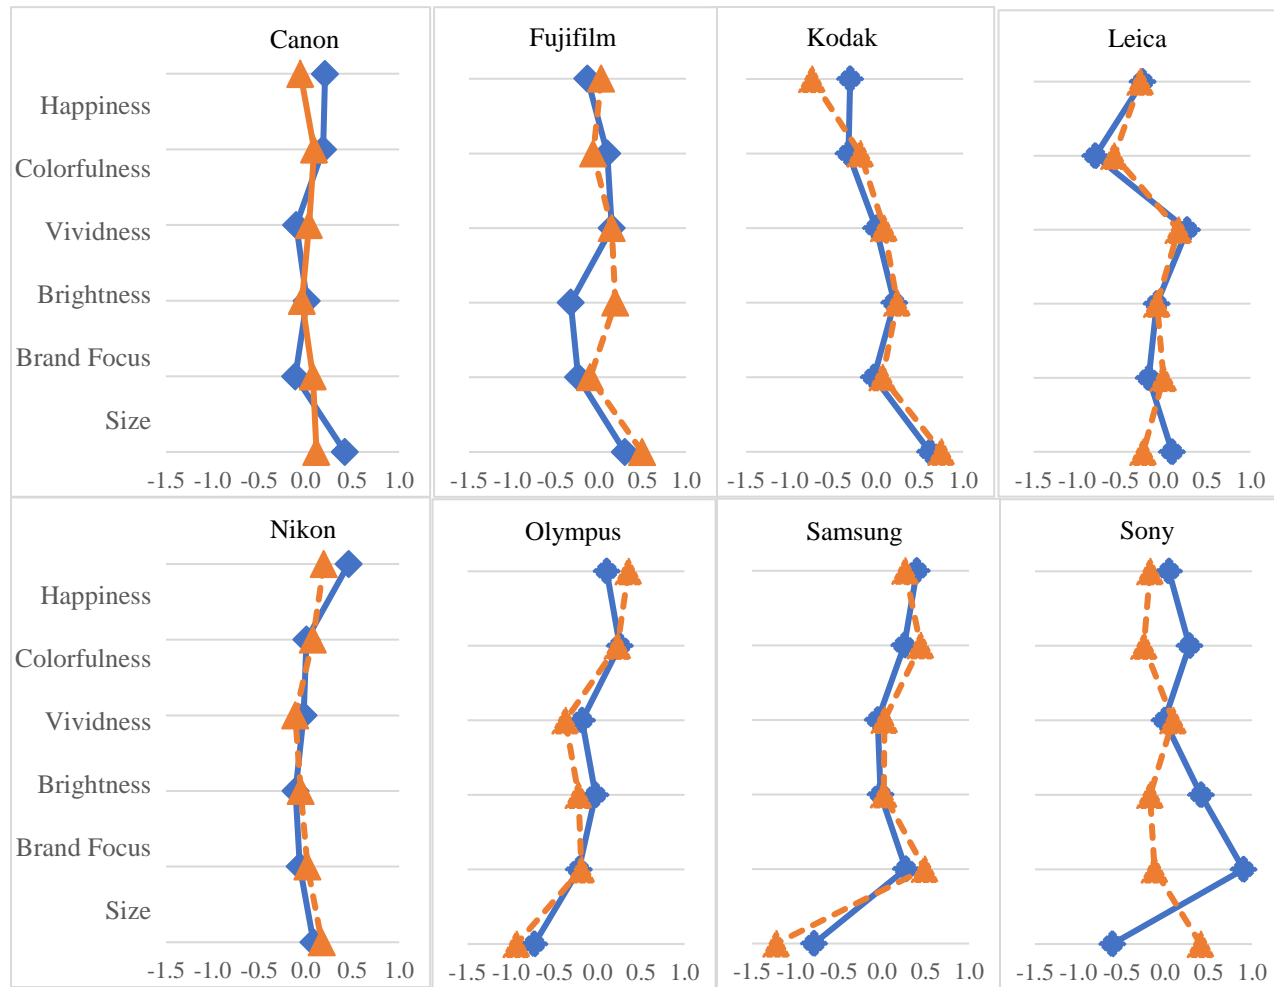 Canon Fujifilm Kodak Leica
Happiness
Colorfulness
Vividness
Brightness
Brand Focus
Size
-1.5 -1.0 -0.5 0.0 0.5 1.0 -1.5 -1.0 -0.5 0.0 0.5 1.0 -1.5 -1.0 -0.5 0.0 0.5 1.0 -1.5 -1.0 -0.5 0.0 0.5 1.0
Nikon Olympus Samsung Sony
Happiness
Colorfulness
Vividness
Brightness
Brand Focus
Size
-1.5 -1.0 -0.5 0.0 0.5 1.0 -1.5 -1.0 -0.5 0.0 0.5 1.0 -1.5 -1.0 -0.5 0.0 0.5 1.0 -1.5 -1.0 -0.5 0.0 0.5 1.0